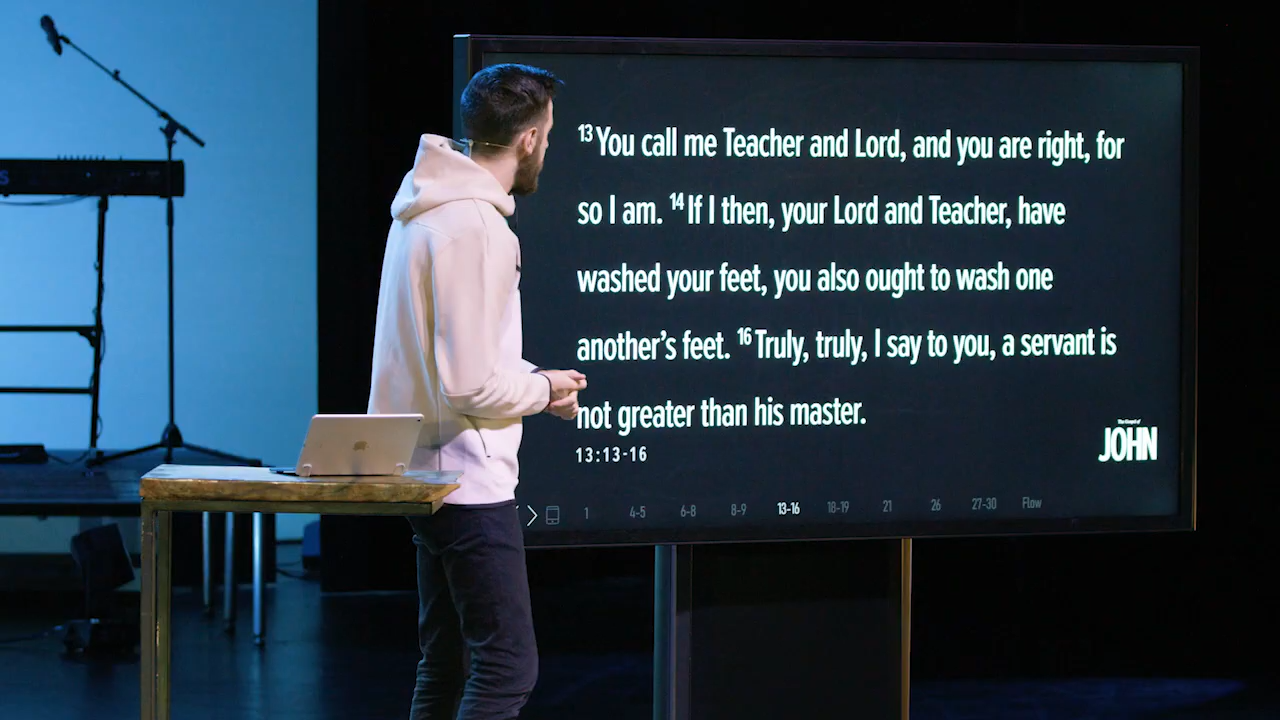 13 You call me Teacher and Lord, and you are right, for
so I am. 14 If I then, your Lord and Teacher, have
washed your feet, you also ought to wash one
another's feet. 16 Truly, truly, I say to you, a servant is
not greater than his master.
13:13-16
The Gospel of
JOHN
1 4-5 6-8 8-9 13-16 18-19 21 26 27-30 Flow